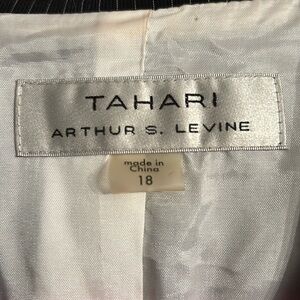 TAHARI
ARTHUR S. LEVINE
made in
China
18